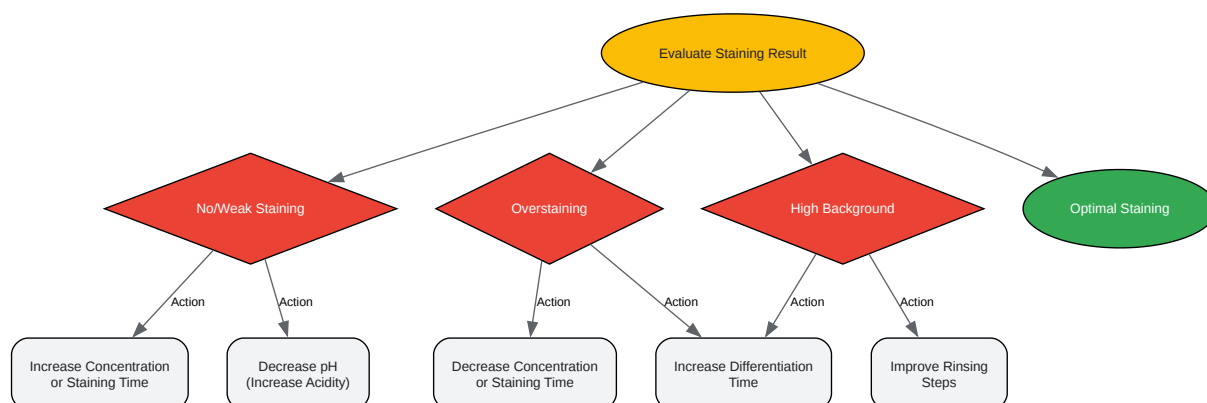 Evaluate Staining Result
No/Weak Staining
Overstaining
High Background
Optimal Staining
Action
Action
Action
Action
Action
Action
Increase Concentration
or Staining Time
Decrease pH
(Increase Acidity)
Decrease Concentration
or Staining Time
Increase Differentiation
Time
Improve Rinsing
Steps